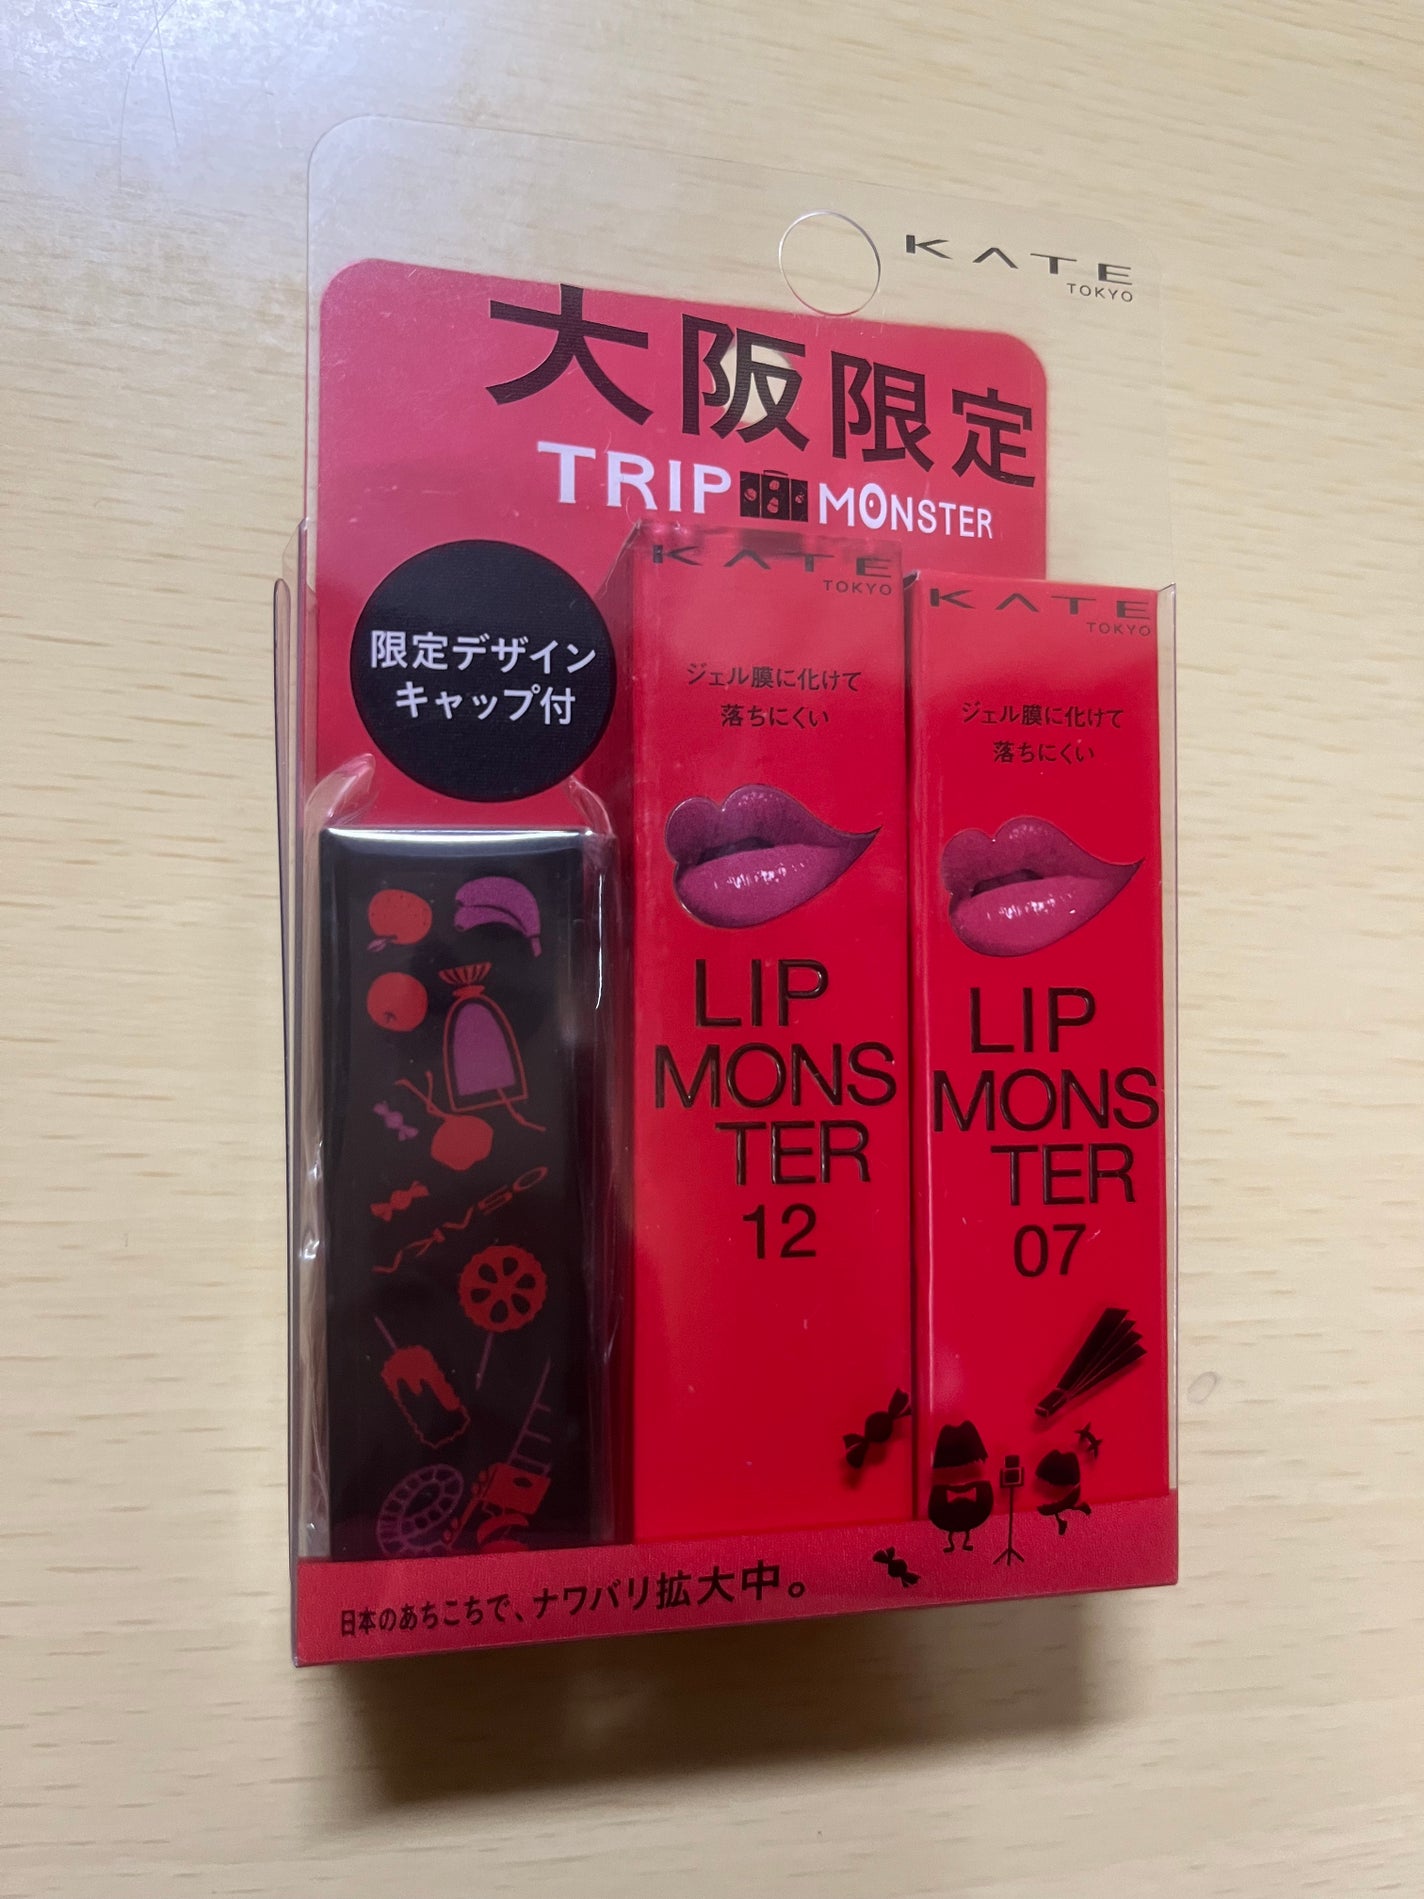 KATE
TOKYO
大阪限定
TRIP MONSTER
限定デザイン
キャップ付
KATE
TOKYO
ジェル膜に化けて
落ちにくい
LIP
MONS
TER
12
KATE
TOKYO
ジェル膜に化けて
落ちにくい
LIP
MONS
TER
07
日本のあちこちで、ナワバリ拡大中。